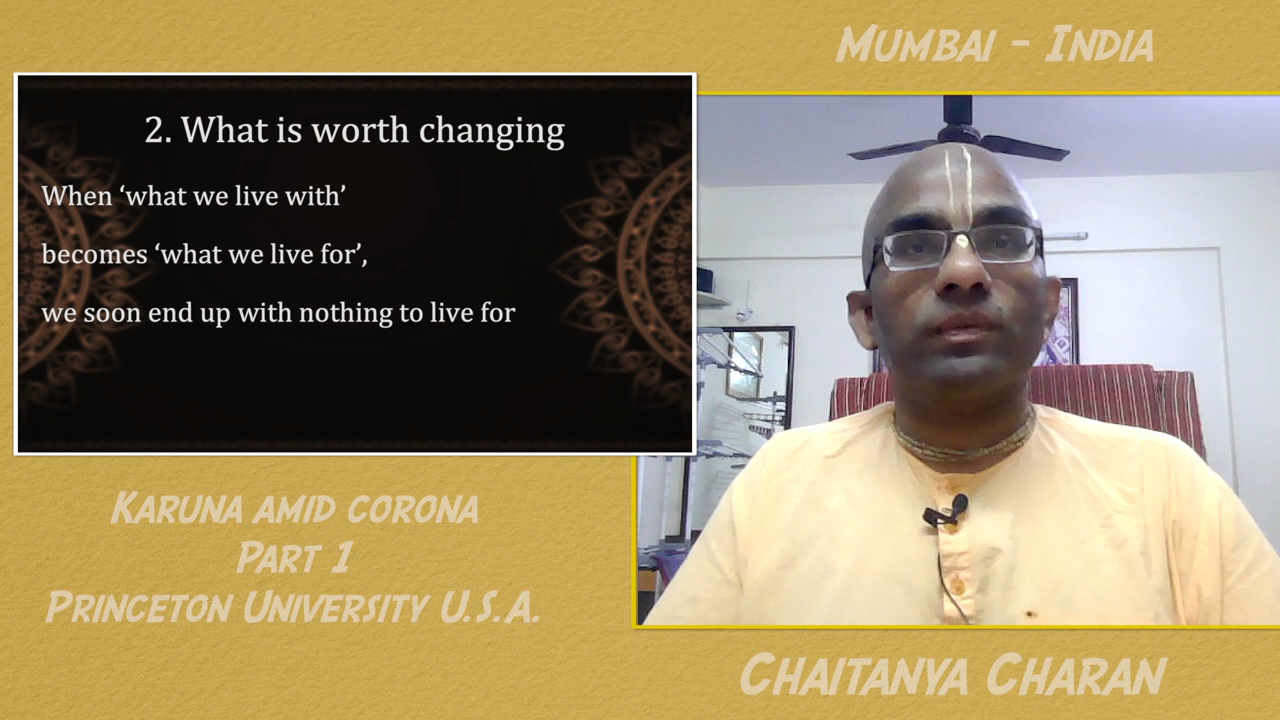 Mumbai - India
2. What is worth changing
When ‘what we live with’
becomes ‘what we live for’,
we soon end up with nothing to live for
Karuna amid corona
Part 1
Princeton University U.S.A.
Chaitanya Charan